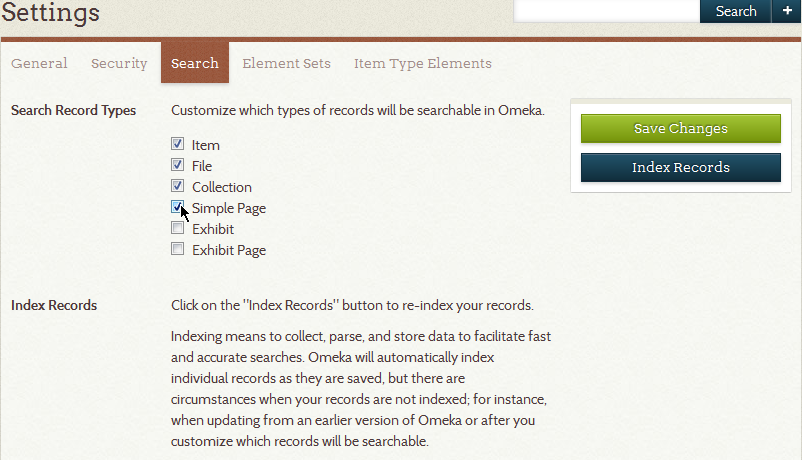 Settings
Search +
General Security Search Element Sets Item Type Elements
Search Record Types Customize which types of records will be searchable in Omeka.
Item
File
Collection
Simple Page
Exhibit
Exhibit Page
Save Changes
Index Records
Index Records Click on the "Index Records" button to re-index your records.
Indexing means to collect, parse, and store data to facilitate fast
and accurate searches. Omeka will automatically index
individual records as they are saved, but there are
circumstances when your records are not indexed; for instance,
when updating from an earlier version of Omeka or after you
customize which records will be searchable.